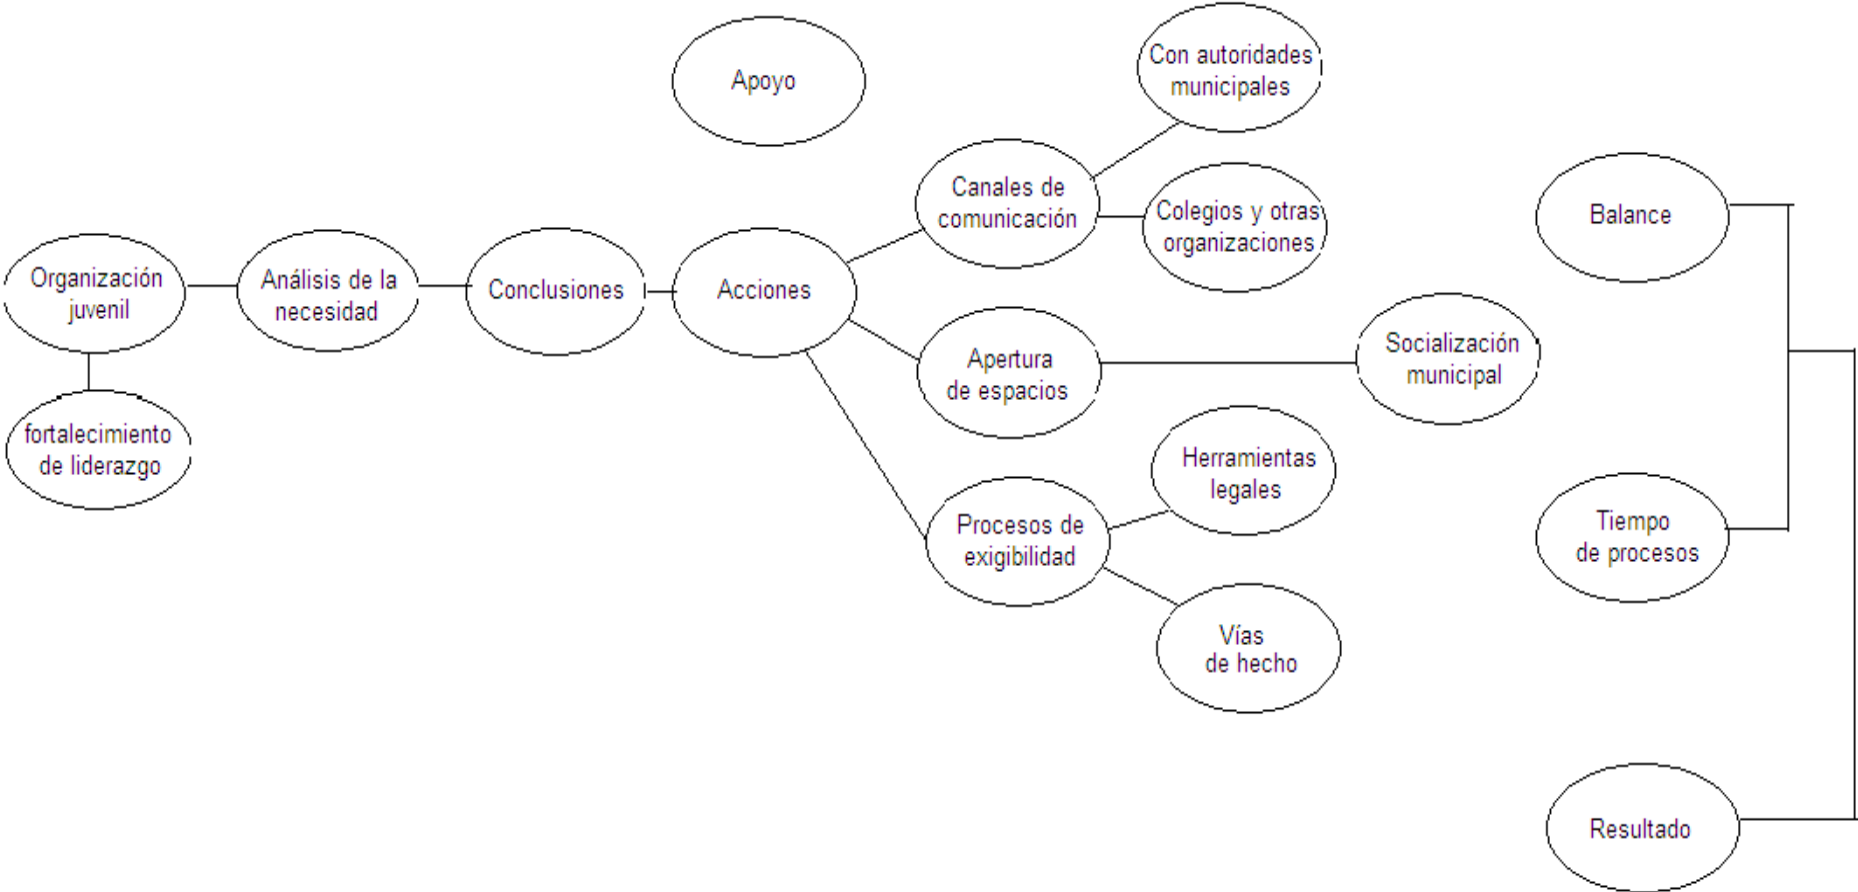 Apoyo
Con autoridades
municipales
Canales de
comunicación
Colegios y otras
organizaciones
Balance
Organización
juvenil
Análisis de la
necesidad
Conclusiones
Acciones
Apertura
de espacios
Socialización
municipal
fortalecimiento
de liderazgo
Herramientas
legales
Procesos de
exigibilidad
Tiempo
de procesos
Vías
de hecho
Resultado